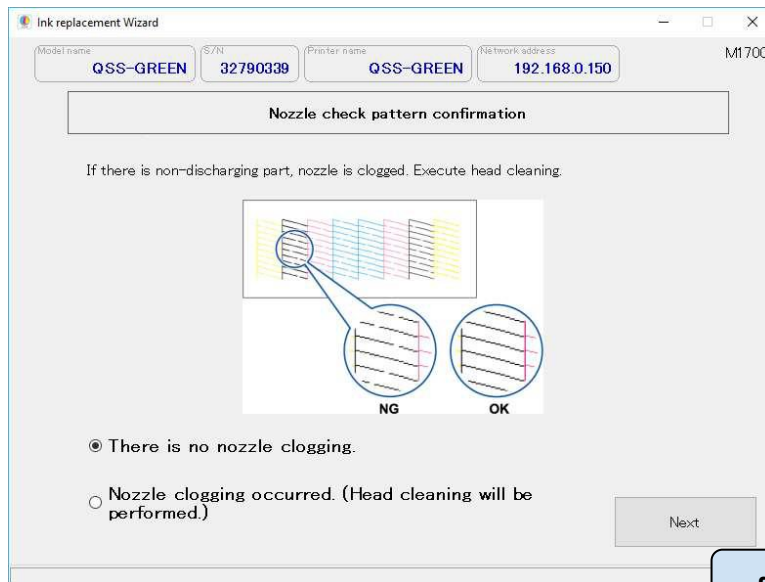 Ink replacement Wizard
Model name
QSS-GREEN
S/N
32790339
Printer name
QSS-GREEN
Network address
192.168.0.150
M1700
Nozzle check pattern confirmation
If there is non-discharging part, nozzle is clogged. Execute head cleaning.
NG
OK
There is no nozzle clogging.
Nozzle clogging occurred. (Head cleaning will be
performed.)
Next